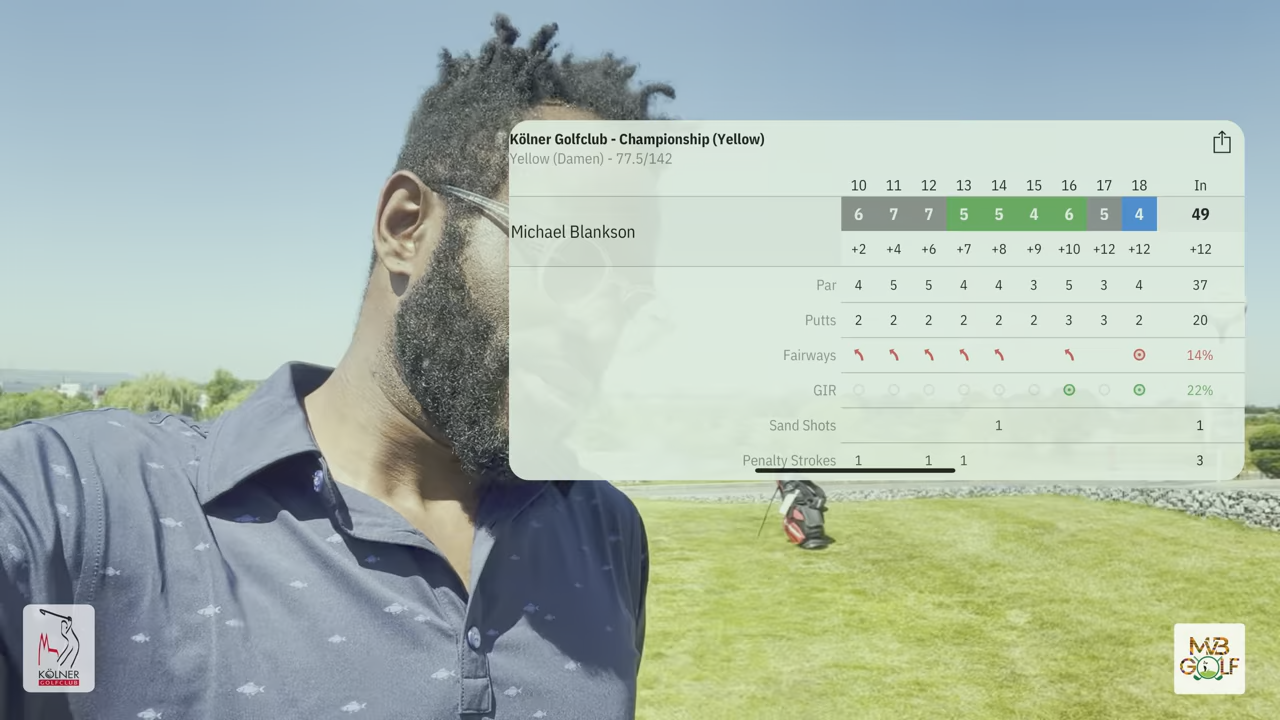 Kölner Golfclub - Championship (Yellow)
Yellow (Damen) - 77.5/142
10 11 12 13 14 15 16 17 18 In
6 7 7 5 5 4 6 5 4 49
Michael Blankson
+2 +4 +6 +7 +8 +9 +10 +12 +12 +12
Par 4 5 5 4 4 3 5 3 4 37
Putts 2 2 2 2 2 2 3 3 2 20
Fairways 14%
GIR 22%
Sand Shots 1 1
Penalty Strokes 1 1 1 3
KÖLNER
GOLFCLUB
MVB
GOLF